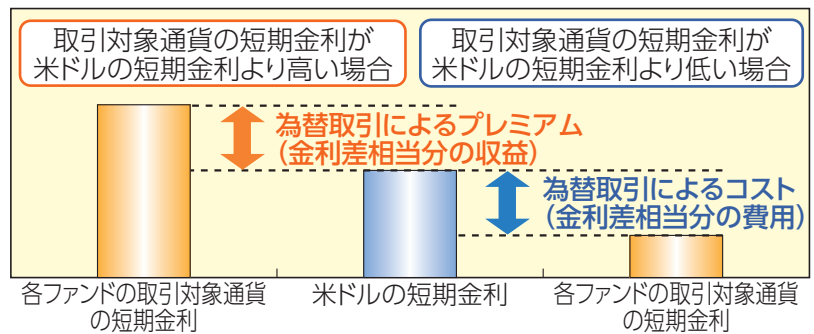 取引対象通貨の短期金利が
米ドルの短期金利より高い場合
取引対象通貨の短期金利が
米ドルの短期金利より低い場合
為替取引によるプレミアム
(金利差相当分の収益)
為替取引によるコスト
(金利差相当分の費用)
各ファンドの取引対象通貨
の短期金利
米ドルの短期金利
各ファンドの取引対象通貨
の短期金利